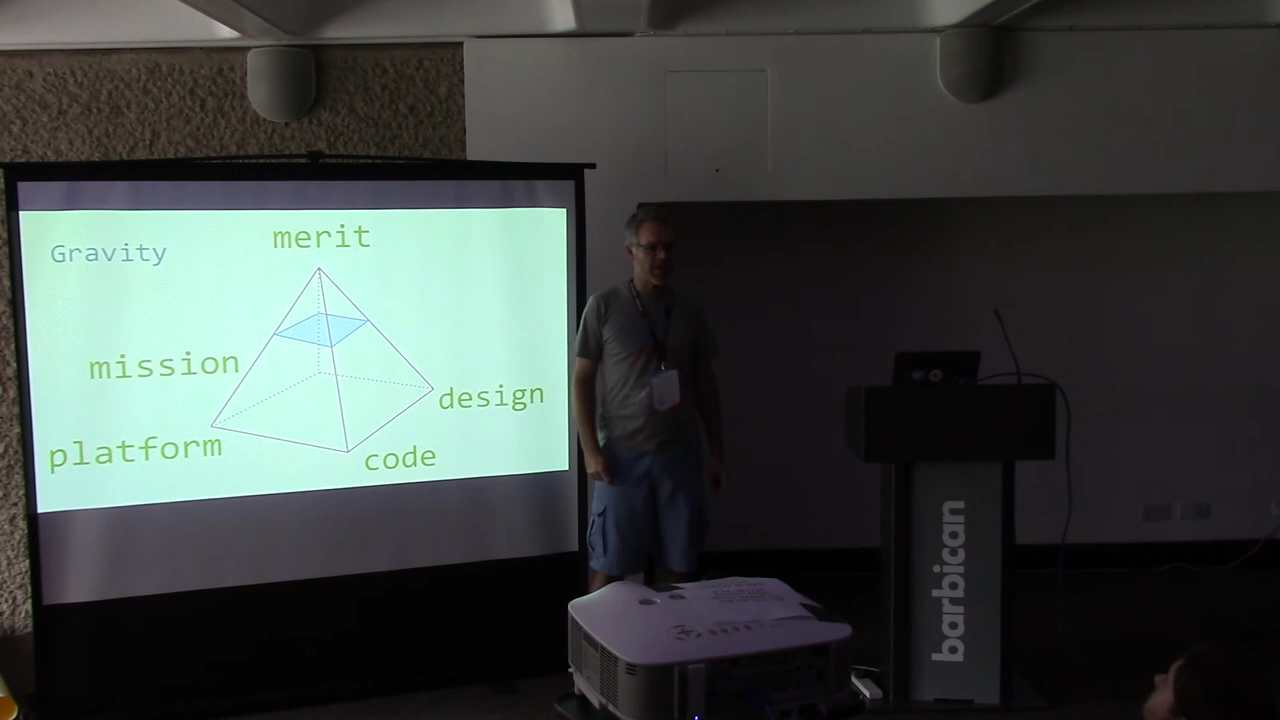 Gravity
merit
mission
design
platform
code
barbican